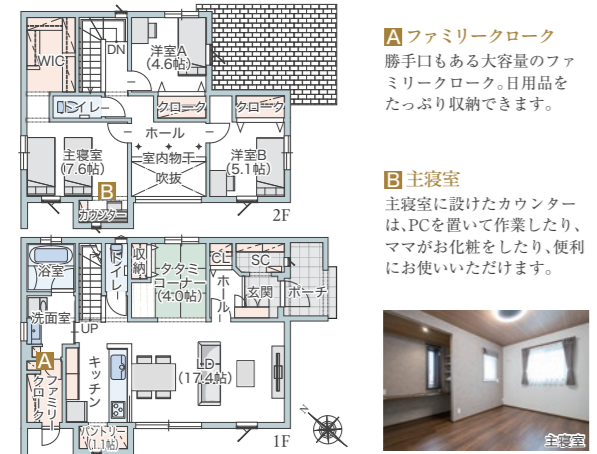 WIC
DN
洋室A
(4.6帖)
トイレ
クローク
クローク
ホール
主寝室
(7.6帖)
室内物干
吹抜
洋室B
(5.1帖)
B
カウンター
2F
浴室
トイレ
収納
タタミ
コーナー
(4.0帖)
CL
SC
ホール
玄関
ポーチ
洗面室
UP
A
ファミリー
クローク
キッチン
LD
(17.4帖)
パントリー
(1.1帖)
1F
N
A ファミリークローク
勝手口もある大容量のファ
ミリークローク。日用品を
たっぷり収納できます。
B 主寝室
主寝室に設けたカウンター
は、PCを置いて作業したり、
ママがお化粧をしたり、便利
にお使いいただけます。
主寝室